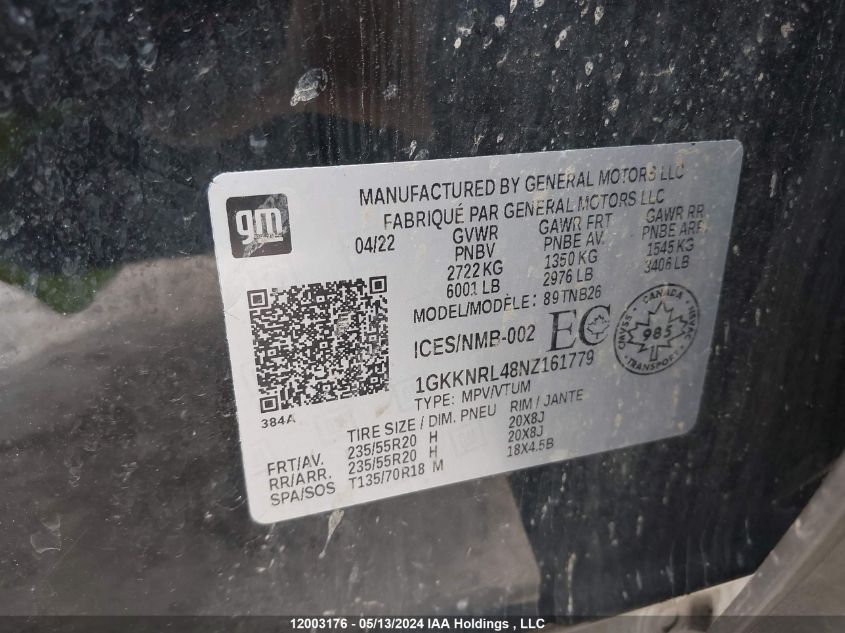 MANUFACTURED BY GENERAL MOTORS LLC
FABRIQUÉ PAR GENERAL MOTORS LLC
gm
04/22
GVWR GAWR FRT GAWR RR
PNBV PNBE AV. PNBE ARR.
2722 KG 1350 KG 1545 KG
6001 LB 2976 LB 3406 LB
MODEL/MODÈLE: 89TNB26
ICES/NMB-002 EC
CANADA
985
TRANSPORT
1GKKNRL48NZ161779
TYPE: MPV/VTUM
384A
TIRE SIZE / DIM. PNEU RIM / JANTE
FRT/AV. 235/55R20 H 20X8J
RR/ARR. 235/55R20 H 20X8J
SPA/SOS T135/70R18 M 18X4.5B
12003176 - 05/13/2024 IAA Holdings , LLC